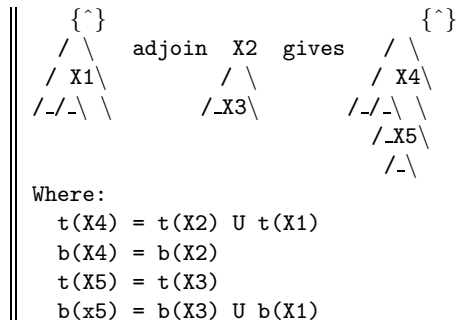 {^} {^}
/ \ adjoin X2 gives / \
/ X1\ / \ / X4\
/_/_\ \ /_X3\ /_/_\ \
/_X5\
/_\
Where:
t(X4) = t(X2) U t(X1)
b(X4) = b(X2)
t(X5) = t(X3)
b(x5) = b(X3) U b(X1)